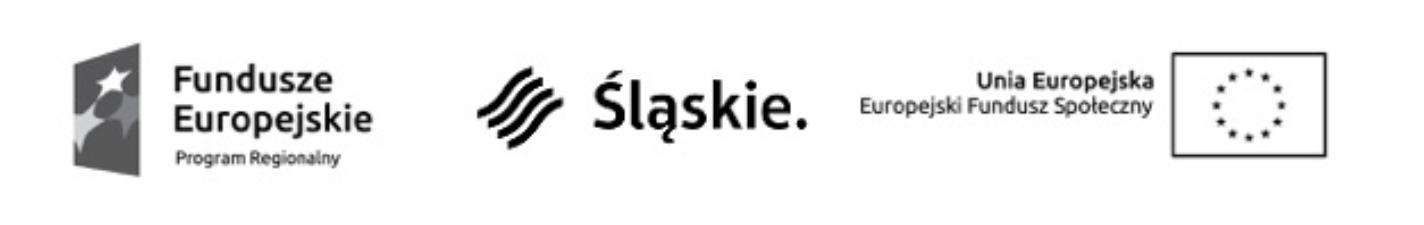 Fundusze
Europejskie
Program Regionalny
Śląskie.
Unia Europejska
Europejski Fundusz Społeczny